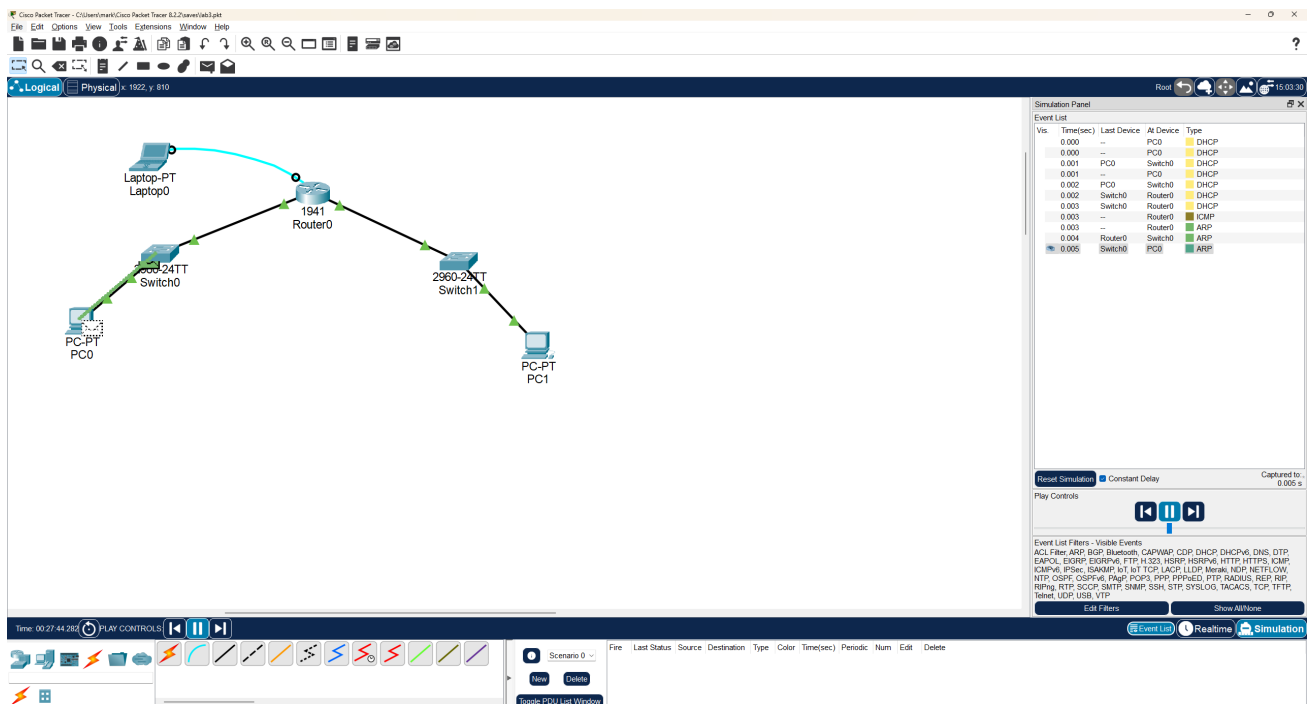 Cisco Packet Tracer - C:\Users\mark\Cisco Packet Tracer 8.2.2\saves\lab3.pkt
File Edit Options View Tools Extensions Window Help
?
Logical Physical x: 1922, y: 810 Root 15:03:30
Simulation Panel
Event List
Vis. Time(sec) Last Device At Device Type
0.000 -- PC0 DHCP
0.000 -- PC0 DHCP
0.001 PC0 Switch0 DHCP
0.001 -- PC0 DHCP
0.002 PC0 Switch0 DHCP
0.002 Switch0 Router0 DHCP
0.003 Switch0 Router0 DHCP
0.003 -- Router0 ICMP
0.003 -- Router0 ARP
0.004 Router0 Switch0 ARP
0.005 Switch0 PC0 ARP
Laptop-PT
Laptop0
1941
Router0
2960-24TT
Switch0
2960-24TT
Switch1
PC-PT
PC0
PC-PT
PC1
Reset Simulation Constant Delay Captured to:
0.005 s
Play Controls
Event List Filters - Visible Events
ACL Filter, ARP, BGP, Bluetooth, CAPWAP, CDP, DHCP, DHCPv6, DNS, DTP,
EAPOL, EIGRP, EIGRPv6, FTP, H.323, HSRP, HSRPv6, HTTP, HTTPS, ICMP,
ICMPv6, IPSec, ISAKMP, IoT, IoT TCP, LACP, LLDP, Meraki, NDP, NETFLOW,
NTP, OSPF, OSPFv6, PAgP, POP3, PPP, PPPoED, PTP, RADIUS, REP, RIP,
RIPng, RTP, SCCP, SMTP, SNMP, SSH, STP, SYSLOG, TACACS, TCP, TFTP,
Telnet, UDP, USB, VTP
Edit Filters Show All/None
Time: 00:27:44.282 PLAY CONTROLS: Event List Realtime Simulation
Scenario 0
New Delete
Toggle PDU List Window
Fire Last Status Source Destination Type Color Time(sec) Periodic Num Edit Delete